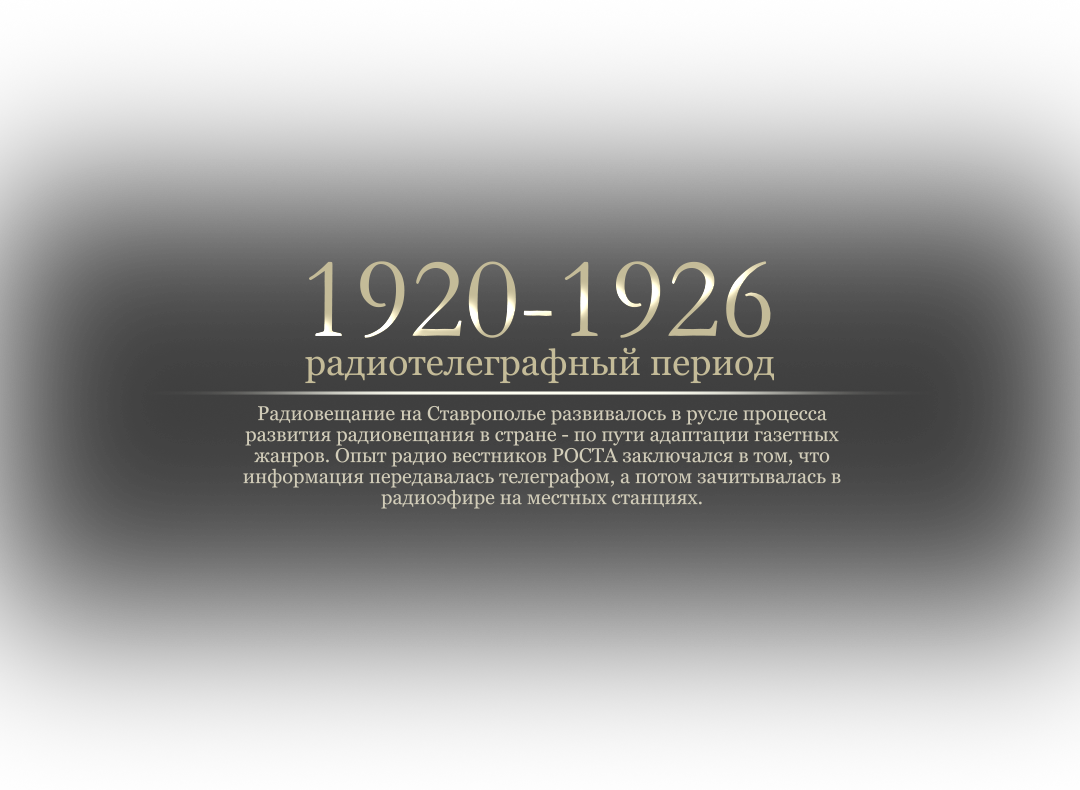 1920-1926
радиотелеграфный период
Радиовещание на Ставрополье развивалось в русле процесса
развития радиовещания в стране - по пути адаптации газетных
жанров. Опыт радио вестников РОСТА заключался в том, что
информация передавалась телеграфом, а потом зачитывалась в
радиоэфире на местных станциях.